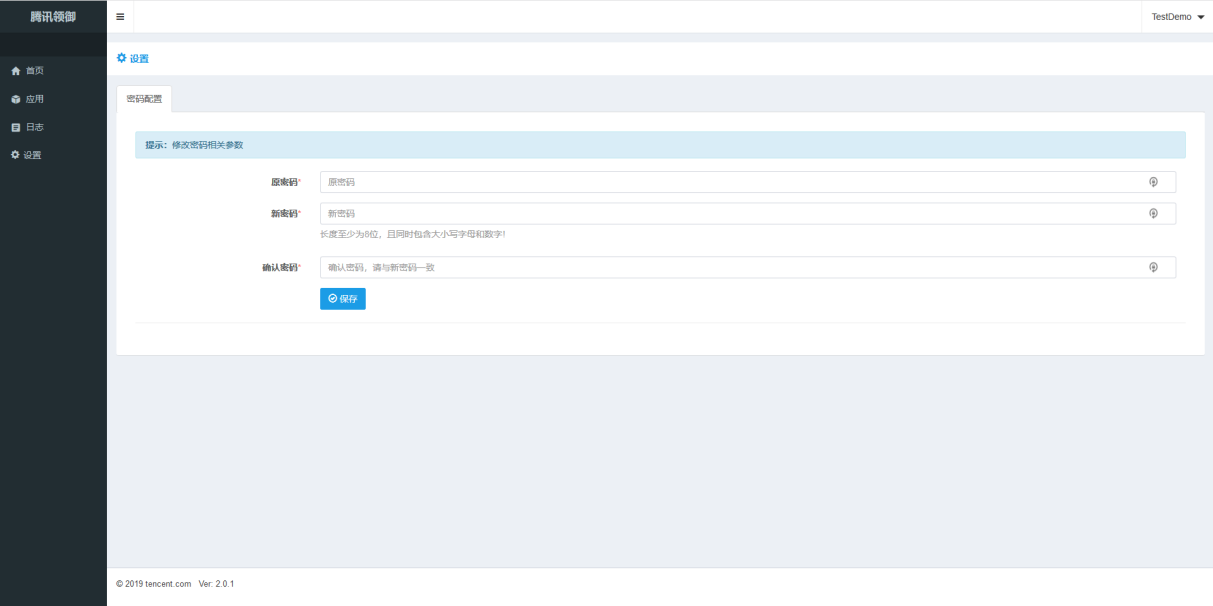 腾讯领御
TestDemo
首页
应用
日志
设置
设置
密码配置
提示：修改密码相关参数
原密码*
原密码
新密码*
新密码
长度至少为8位，且同时包含大小写字母和数字!
确认密码*
确认密码，请与新密码一致
保存
© 2019 tencent.com Ver: 2.0.1